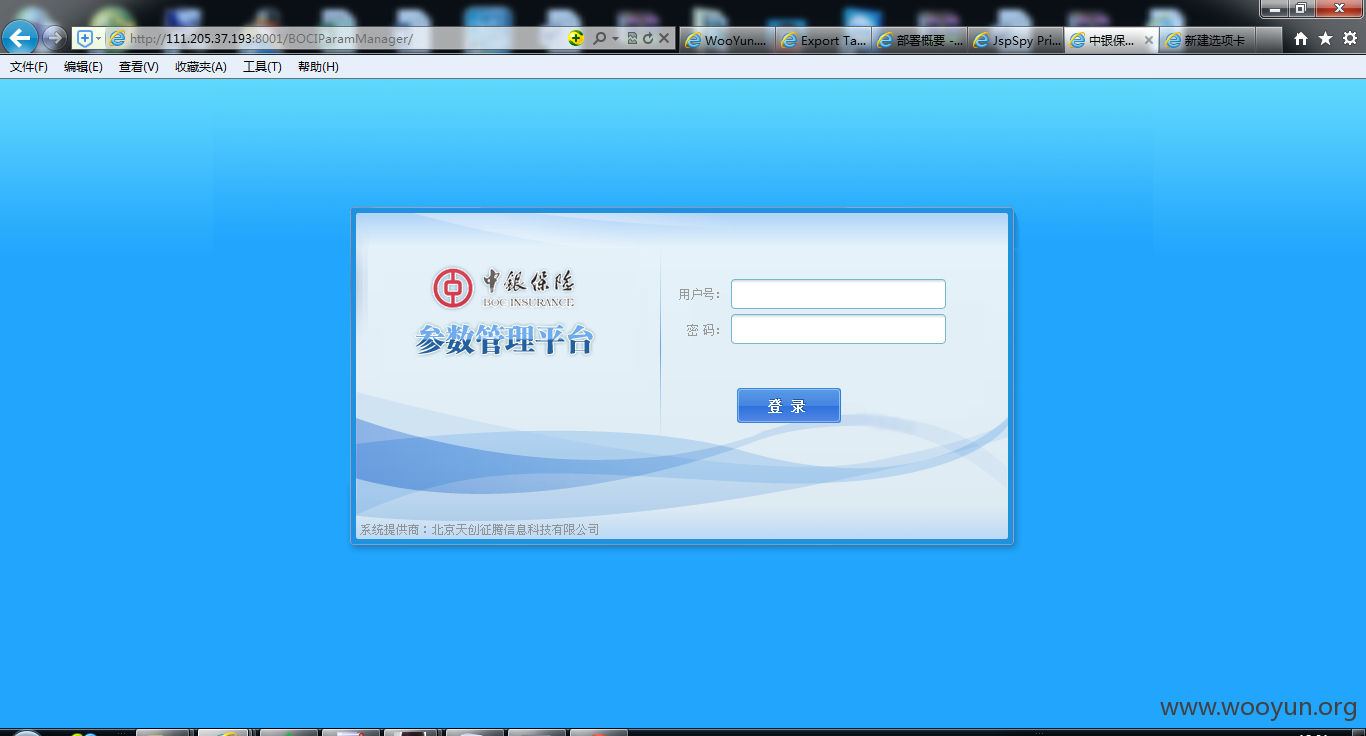 http://111.205.37.193:8001/BOCIParamManager/
WooYun....
Export Ta...
部署概要 -...
JspSpy Pri...
中银保...
新建选项卡
文件(F) 编辑(E) 查看(V) 收藏夹(A) 工具(T) 帮助(H)
中银保险
BOC INSURANCE
参数管理平台
用户号：
密 码：
登 录
系统提供商：北京天创征腾信息科技有限公司
www.wooyun.org